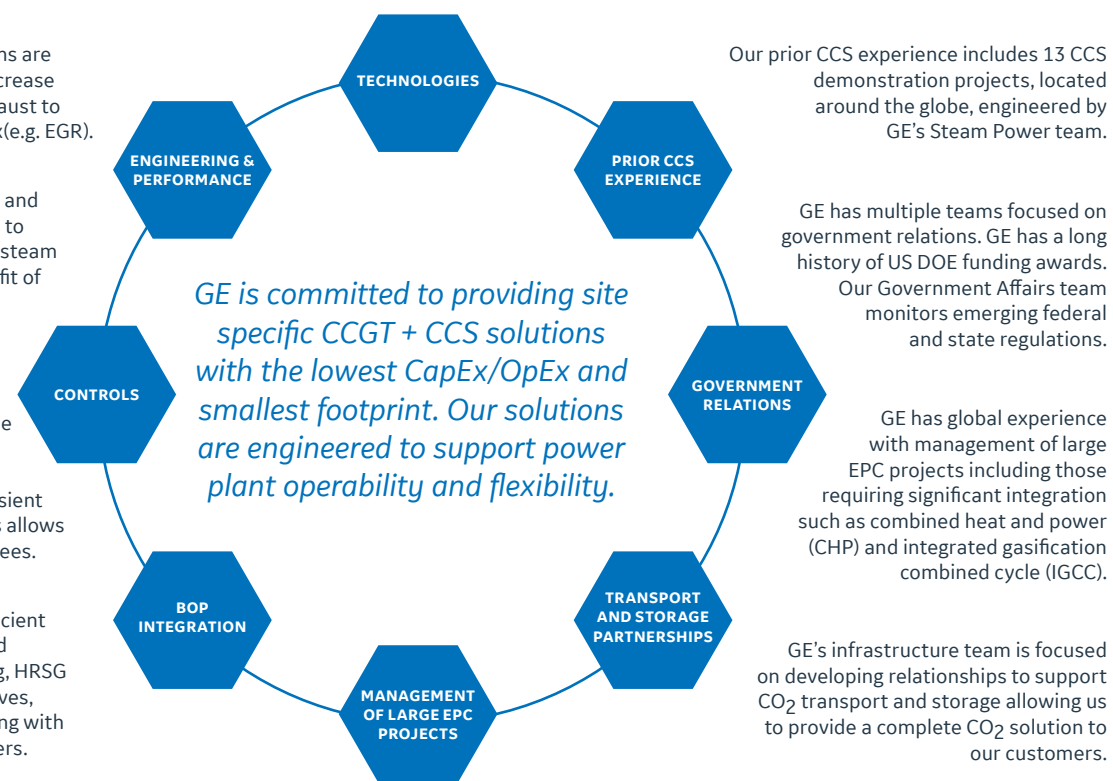 ns are
crease
aust to
x(e.g. EGR).
and
to
steam
fit of
e
sient
s allows
ees.
cient
d
g, HRSG
ves,
ng with
ers.
TECHNOLOGIES
ENGINEERING &
PERFORMANCE
PRIOR CCS
EXPERIENCE
CONTROLS
GOVERNMENT
RELATIONS
BOP
INTEGRATION
TRANSPORT
AND STORAGE
PARTNERSHIPS
MANAGEMENT
OF LARGE EPC
PROJECTS
GE is committed to providing site
specific CCGT + CCS solutions
with the lowest CapEx/OpEx and
smallest footprint. Our solutions
are engineered to support power
plant operability and flexibility.
Our prior CCS experience includes 13 CCS
demonstration projects, located
around the globe, engineered by
GE’s Steam Power team.
GE has multiple teams focused on
government relations. GE has a long
history of US DOE funding awards.
Our Government Affairs team
monitors emerging federal
and state regulations.
GE has global experience
with management of large
EPC projects including those
requiring significant integration
such as combined heat and power
(CHP) and integrated gasification
combined cycle (IGCC).
GE’s infrastructure team is focused
on developing relationships to support
CO2 transport and storage allowing us
to provide a complete CO2 solution to
our customers.